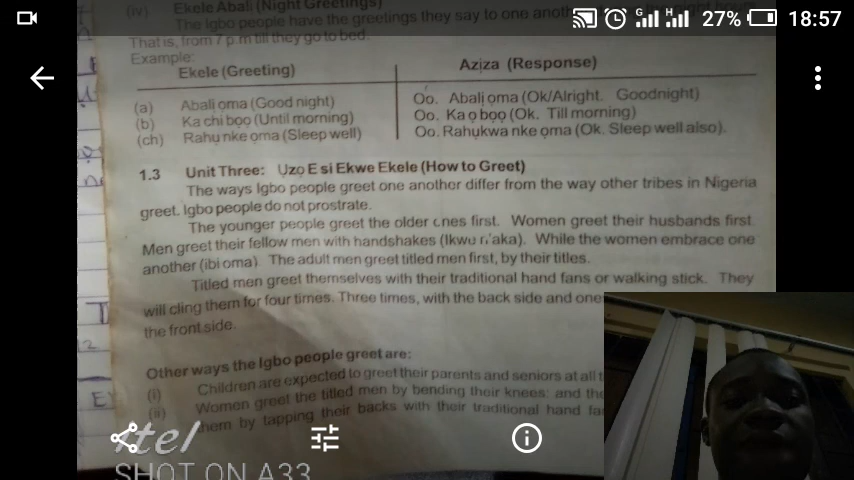 G H 27% 18:57
(iv) Ekele Abalị (Night Greetings)
The Igbo people have the greetings they say to one
That is, from 7 p.m till they go to bed.
Example:
Ekele (Greeting) Azịza (Response)
(a) Abalị ọma (Good night) Oo. Abalị ọma (Ok/Alright. Goodnight)
(b) Ka chi bọọ (Until morning) Oo. Ka ọ bọọ (Ok. Till morning)
(ch) Rahụ nke ọma (Sleep well) Oo. Rahụkwa nke ọma (Ok. Sleep well also).
1.3 Unit Three: Ụzọ E si Ekwe Ekele (How to Greet)
The ways Igbo people greet one another differ from the way other tribes in Nigeria
greet. Igbo people do not prostrate.
The younger people greet the older ones first. Women greet their husbands first.
Men greet their fellow men with handshakes (Ikwu n'aka). While the women embrace one
another (ibi oma). The adult men greet titled men first, by their titles.
Titled men greet themselves with their traditional hand fans or walking stick. They
will cling them for four times. Three times, with the back side and one
the front side.
Other ways the Igbo people greet are:
(i) Children are expected to greet their parents and seniors at all
(ii) Women greet the titled men by bending their knees: and
them by tapping their backs with their traditional hand
itel
SHOT ON A33